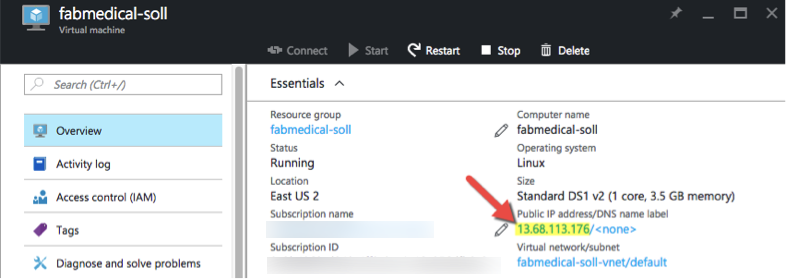 fabmedical-soll
Virtual machine
Connect Start Restart Stop Delete
Search (Ctrl+/)
Overview
Activity log
Access control (IAM)
Tags
Diagnose and solve problems
Essentials
Resource group
fabmedical-soll
Status
Running
Location
East US 2
Subscription name
Subscription ID
Computer name
fabmedical-soll
Operating system
Linux
Size
Standard DS1 v2 (1 core, 3.5 GB memory)
Public IP address/DNS name label
13.68.113.176/<none>
Virtual network/subnet
fabmedical-soll-vnet/default